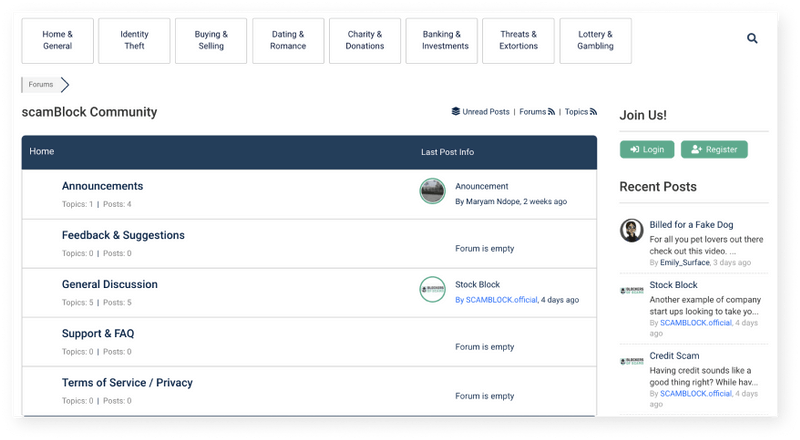 Home & General
Identity Theft
Buying & Selling
Dating & Romance
Charity & Donations
Banking & Investments
Threats & Extortions
Lottery & Gambling
Forums
scamBlock Community
Unread Posts | Forums | Topics
Home
Last Post Info
Announcements
Topics: 1 | Posts: 4
Anouncement
By Maryam Ndope, 2 weeks ago
Feedback & Suggestions
Topics: 0 | Posts: 0
Forum is empty
General Discussion
Topics: 5 | Posts: 5
Stock Block
By SCAMBLOCK.official, 4 days ago
Support & FAQ
Topics: 0 | Posts: 0
Forum is empty
Terms of Service / Privacy
Topics: 0 | Posts: 0
Forum is empty
Join Us!
Login
Register
Recent Posts
Billed for a Fake Dog
For all you pet lovers out there
check out this video. ...
By Emily_Surface, 3 days ago
Stock Block
Another example of company
start ups looking to take yo...
By SCAMBLOCK.official, 4 days
ago
Credit Scam
Having credit sounds like a
good thing right? While hav...
By SCAMBLOCK.official, 4 days
ago